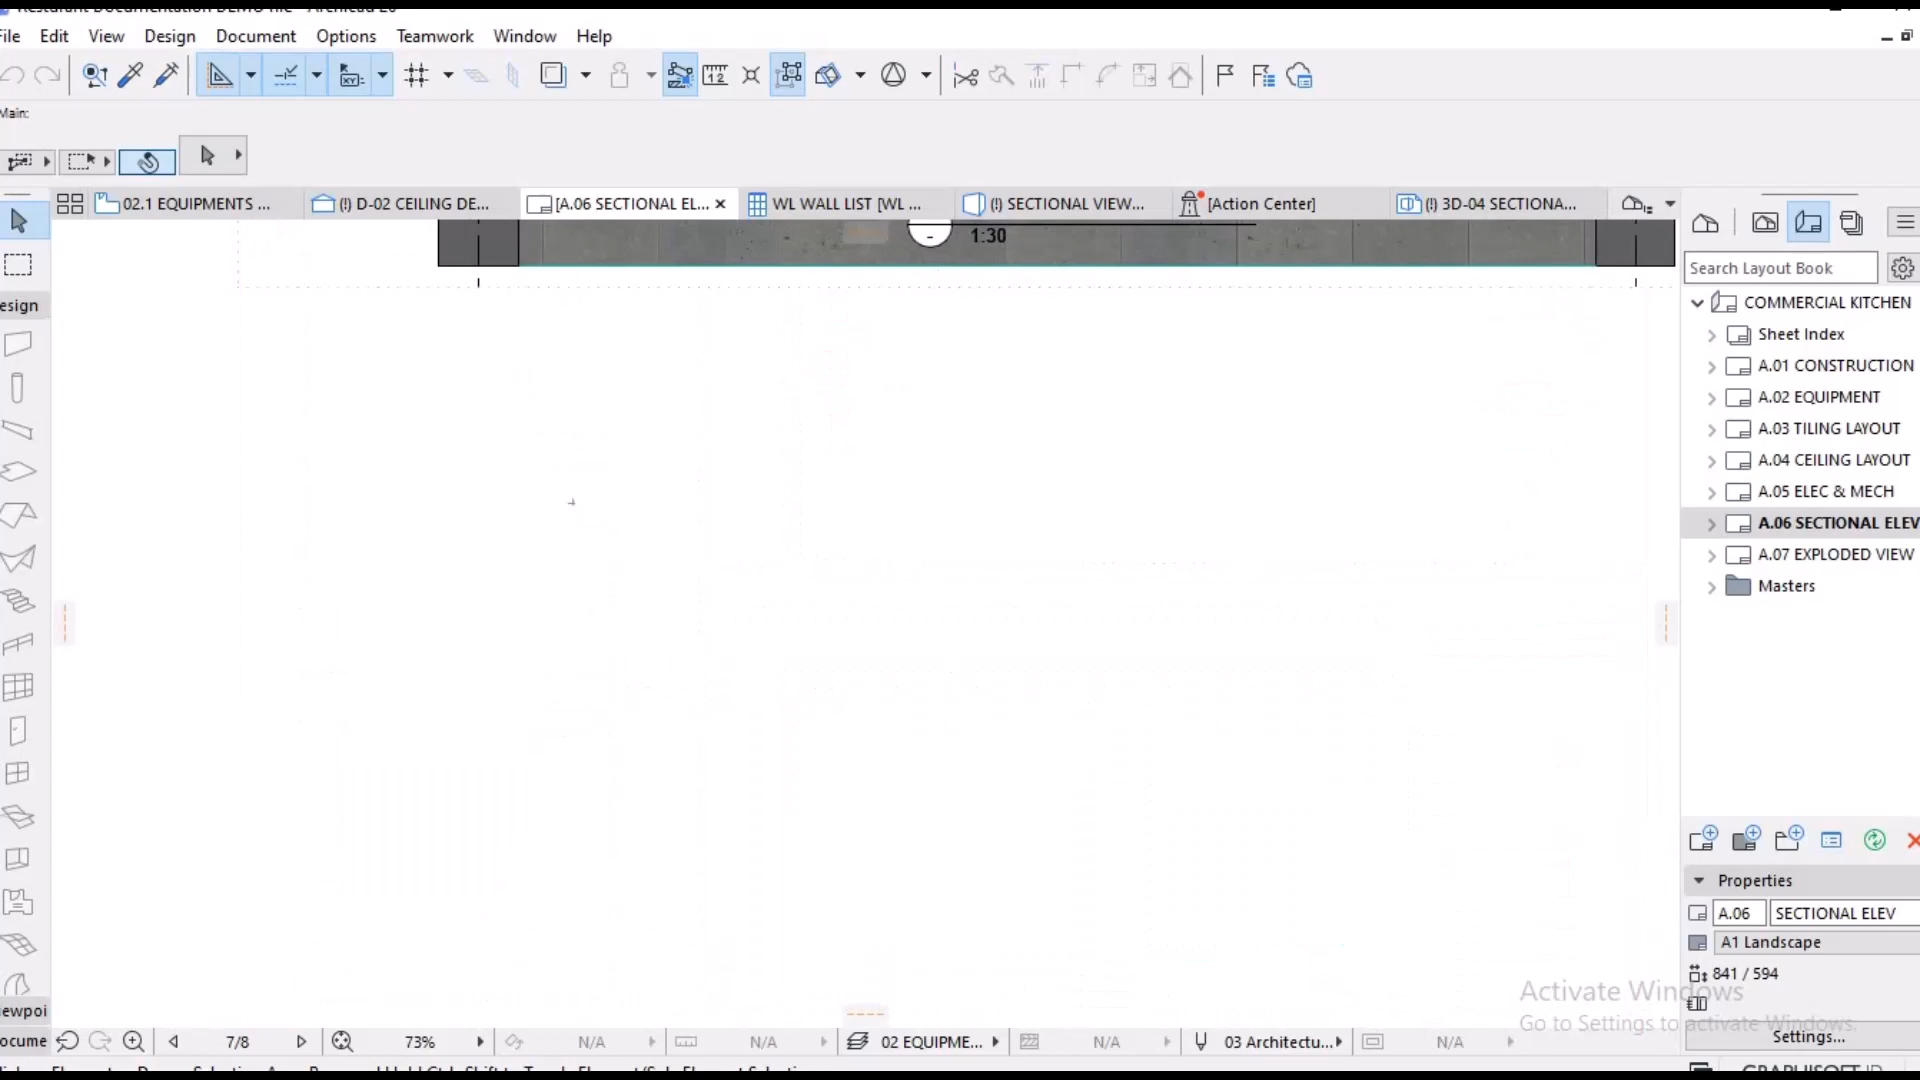 File Edit View Design Document Options Teamwork Window Help
Main:
02.1 EQUIPMENTS ...
(!) D-02 CEILING DE...
[A.06 SECTIONAL EL...
WL WALL LIST [WL ...
(!) SECTIONAL VIEW...
[Action Center]
(!) 3D-04 SECTIONA...
1:30
-
esign
ewpoi
ocume
Search Layout Book
COMMERCIAL KITCHEN
Sheet Index
A.01 CONSTRUCTION
A.02 EQUIPMENT
A.03 TILING LAYOUT
A.04 CEILING LAYOUT
A.05 ELEC & MECH
A.06 SECTIONAL ELEV
A.07 EXPLODED VIEW
Masters
Properties
A.06 SECTIONAL ELEV
A1 Landscape
841 / 594
Activate Windows
Go to Settings to activate Windows.
Settings...
7/8
73%
N/A
N/A
02 EQUIPME...
N/A
03 Architectu...
N/A
GRAPHISOFT ID